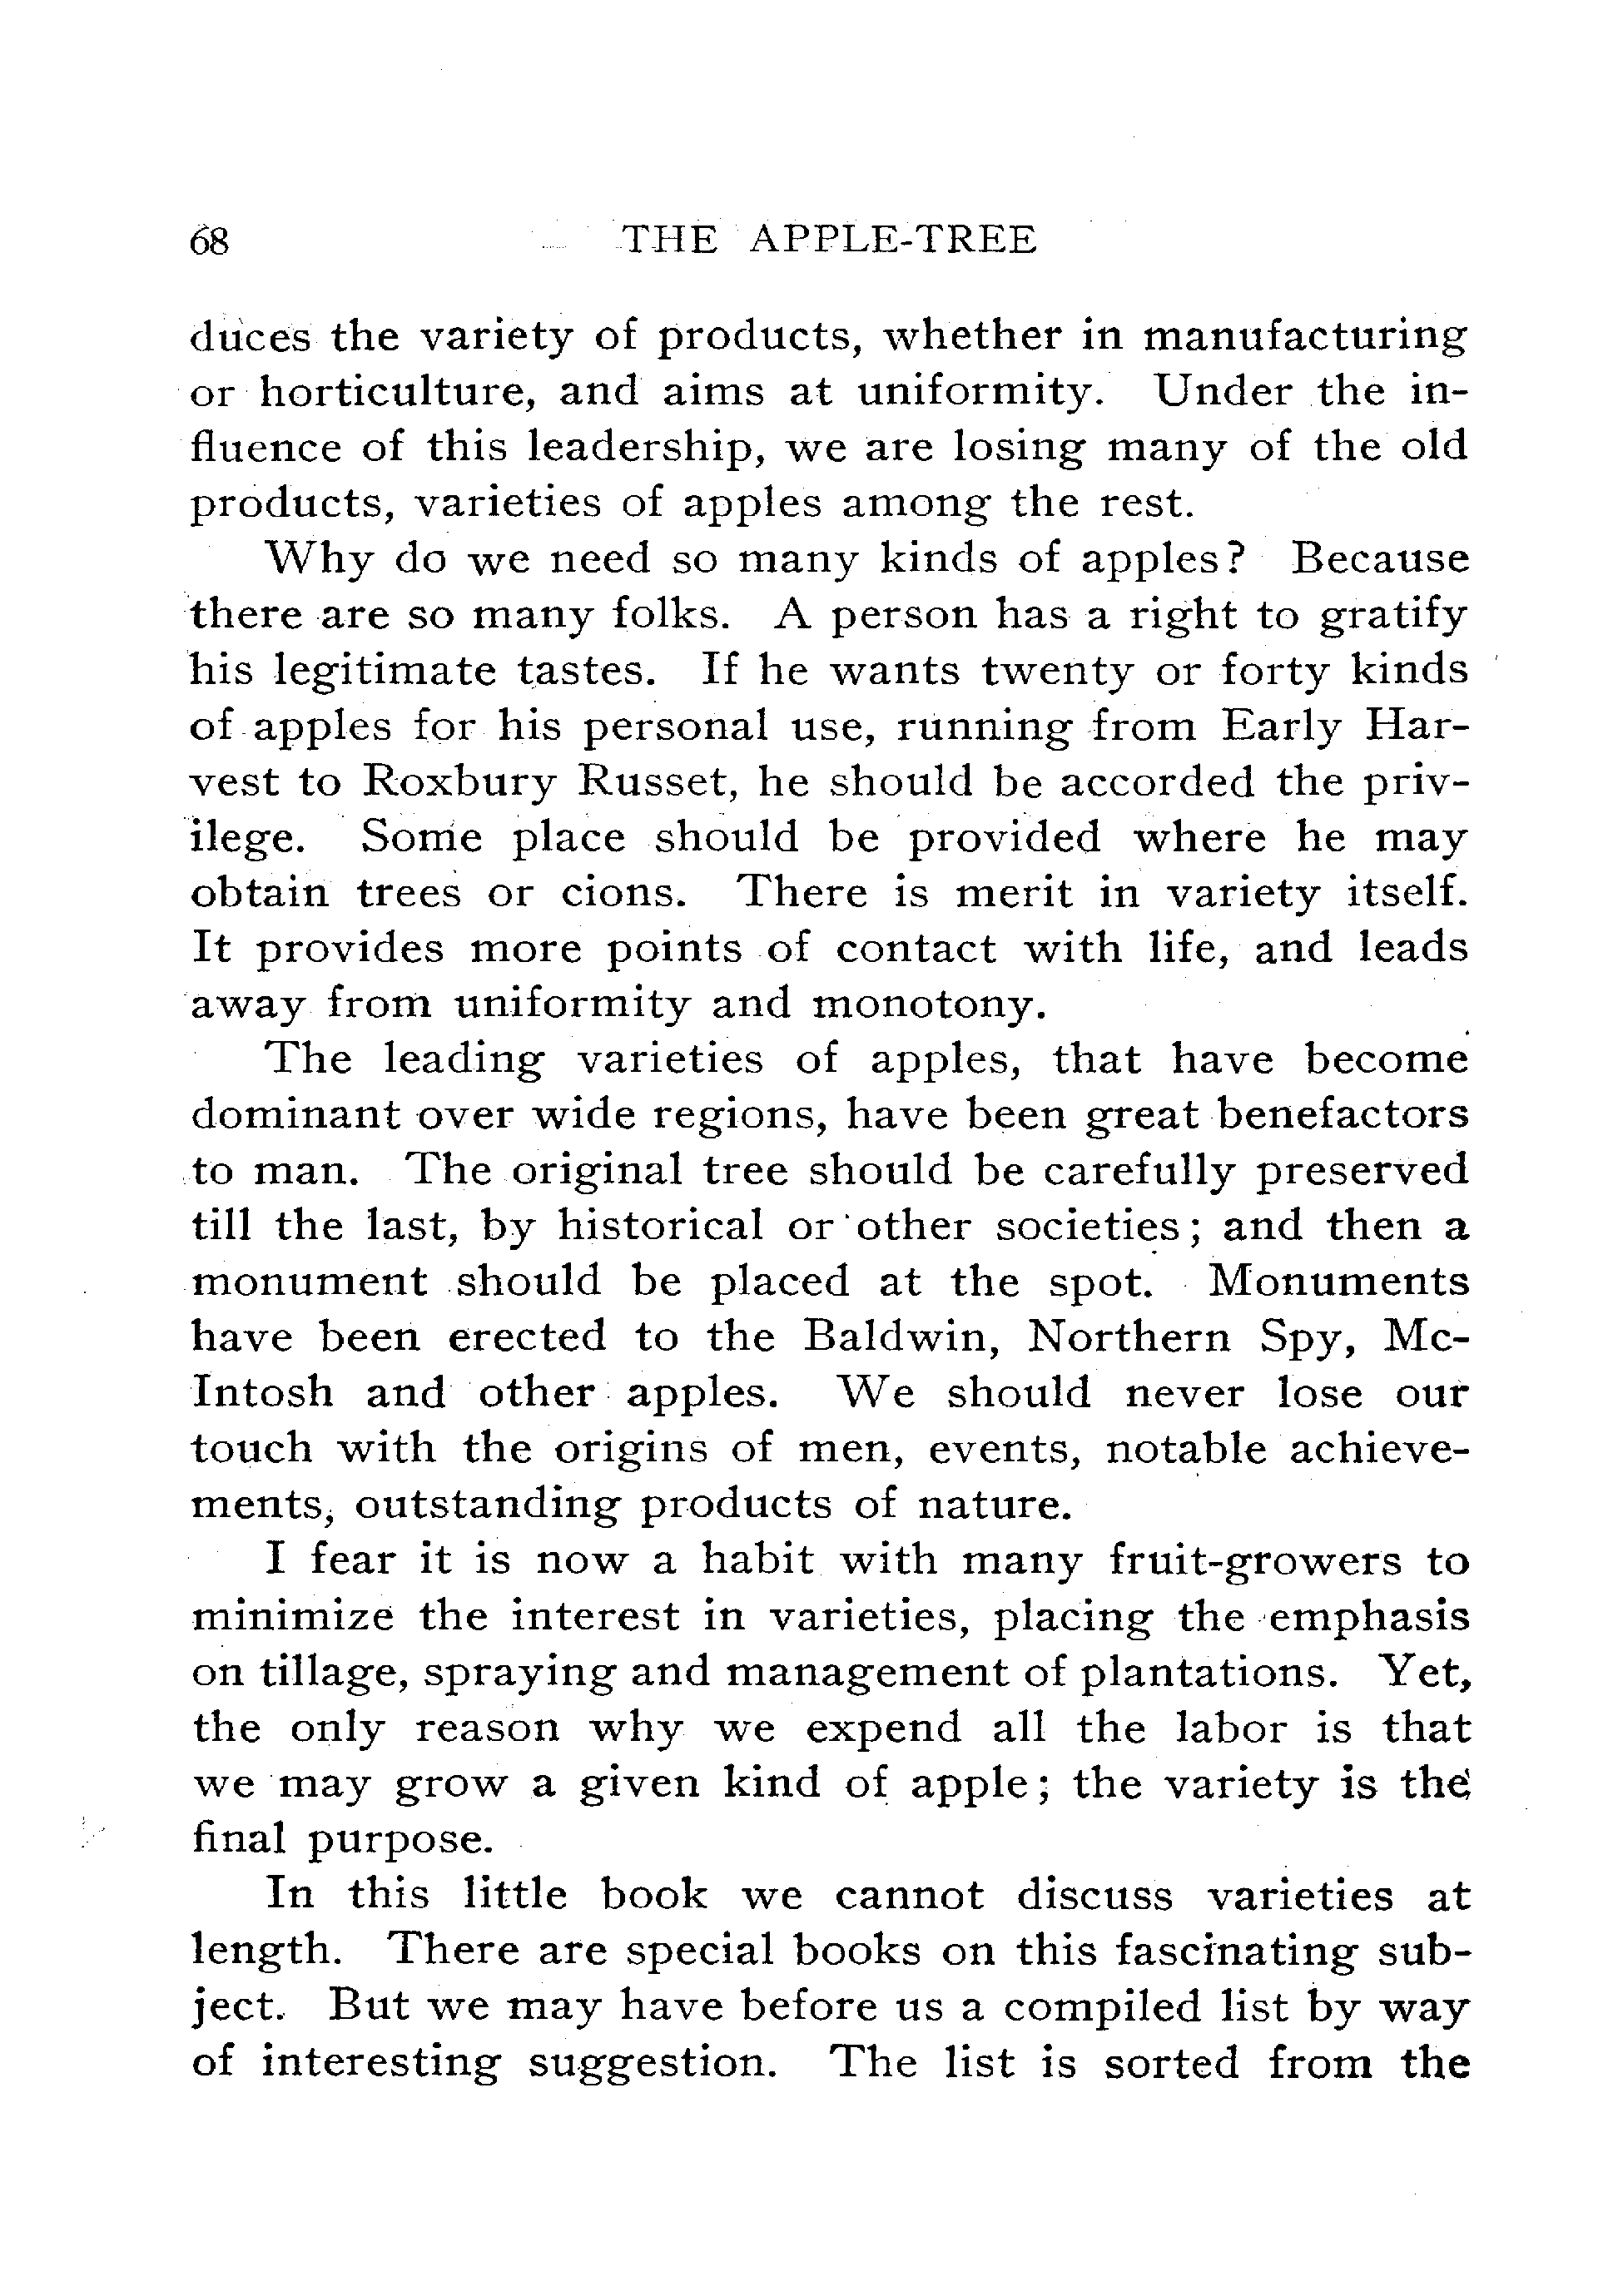 68 THE APPLE-TREE
duces the variety of products, whether in manufacturing
or horticulture, and aims at uniformity. Under the in-
fluence of this leadership, we are losing many of the old
products, varieties of apples among the rest.
Why do we need so many kinds of apples? Because
there are so many folks. A person has a right to gratify
his legitimate tastes. If he wants twenty or forty kinds
of apples for his personal use, running from Early Har-
vest to Roxbury Russet, he should be accorded the priv-
ilege. Some place should be provided where he may
obtain trees or cions. There is merit in variety itself.
It provides more points of contact with life, and leads
away from uniformity and monotony.
The leading varieties of apples, that have become
dominant over wide regions, have been great benefactors
to man. The original tree should be carefully preserved
till the last, by historical or other societies; and then a
monument should be placed at the spot. Monuments
have been erected to the Baldwin, Northern Spy, Mc-
Intosh and other apples. We should never lose our
touch with the origins of men, events, notable achieve-
ments, outstanding products of nature.
I fear it is now a habit with many fruit-growers to
minimize the interest in varieties, placing the emphasis
on tillage, spraying and management of plantations. Yet,
the only reason why we expend all the labor is that
we may grow a given kind of apple; the variety is the
final purpose.
In this little book we cannot discuss varieties at
length. There are special books on this fascinating sub-
ject. But we may have before us a compiled list by way
of interesting suggestion. The list is sorted from the